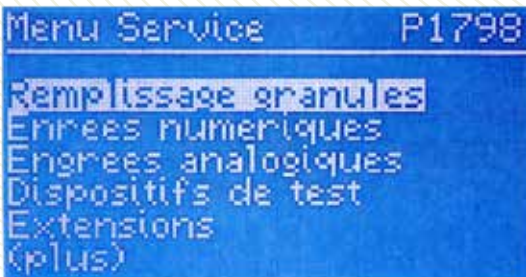 Menu Service P1798
Remplissage granules
Enrees numeriques
Engrees analogiques
Dispositifs de test
Extensions
(plus)